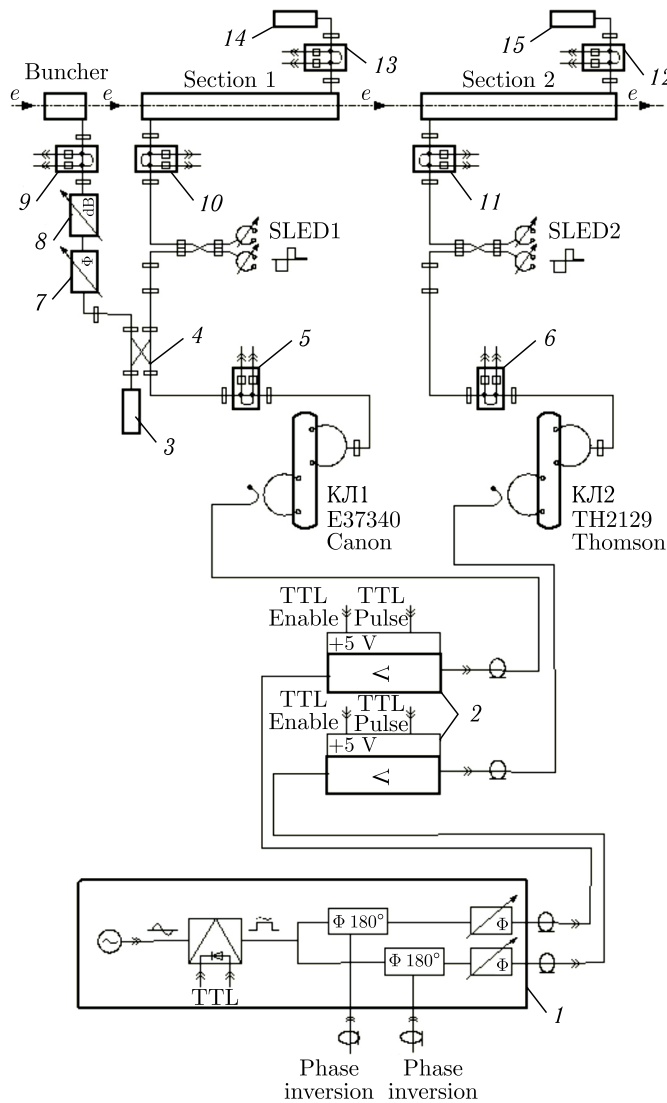 14
15
13
12
Buncher
Section 1
Section 2
e
e
e
e
9
10
11
8
dB
SLED1
SLED2
7
Φ
4
5
6
3
КЛ1
E37340
Canon
КЛ2
TH2129
Thomson
TTL
Enable
TTL
Pulse
+5 V
<
2
TTL
Enable
TTL
Pulse
+5 V
<
Φ 180°
Φ
Φ 180°
Φ
TTL
1
Phase
inversion
Phase
inversion